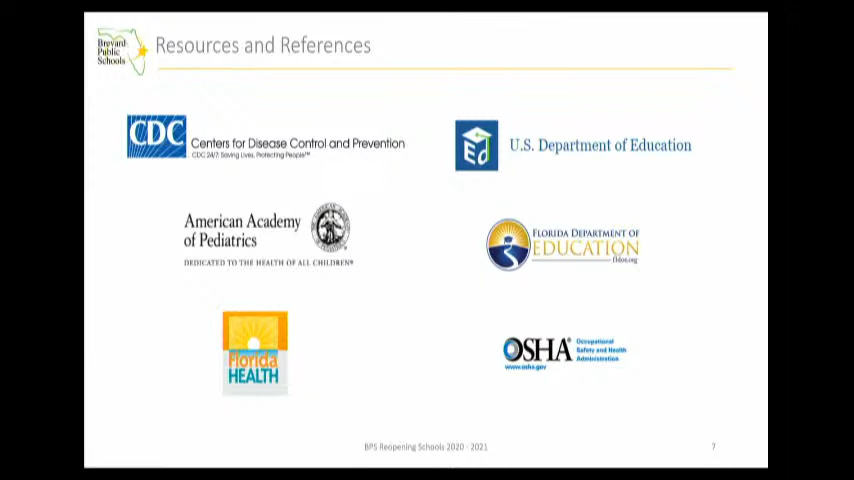 Brevard
Public
Schools
Resources and References
CDC
Centers for Disease Control and Prevention
CDC 24/7: Saving Lives, Protecting People™
Ed
U.S. Department of Education
American Academy
of Pediatrics
DEDICATED TO THE HEALTH OF ALL CHILDREN®
FLORIDA DEPARTMENT OF
EDUCATION
fldoe.org
Florida
HEALTH
OSHA®
Occupational
Safety and Health
Administration
www.osha.gov
BPS Reopening Schools 2020 - 2021
7